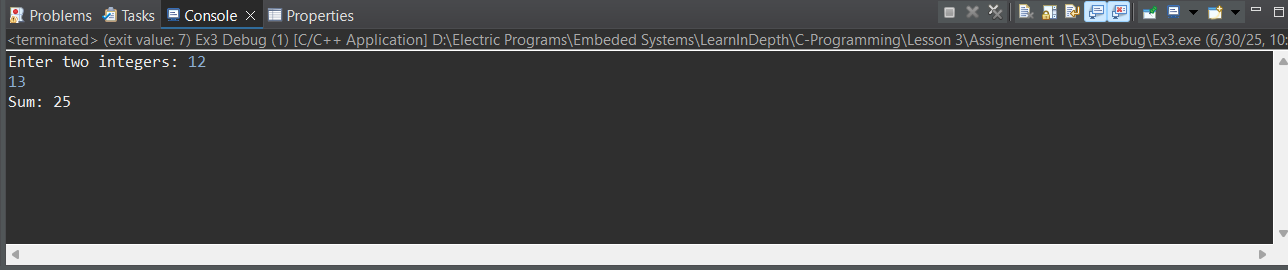 Problems Tasks Console Properties
<terminated> (exit value: 7) Ex3 Debug (1) [C/C++ Application] D:\Electric Programs\Embeded Systems\LearnInDepth\C-Programming\Lesson 3\Assignement 1\Ex3\Debug\Ex3.exe (6/30/25, 10:
Enter two integers: 12
13
Sum: 25